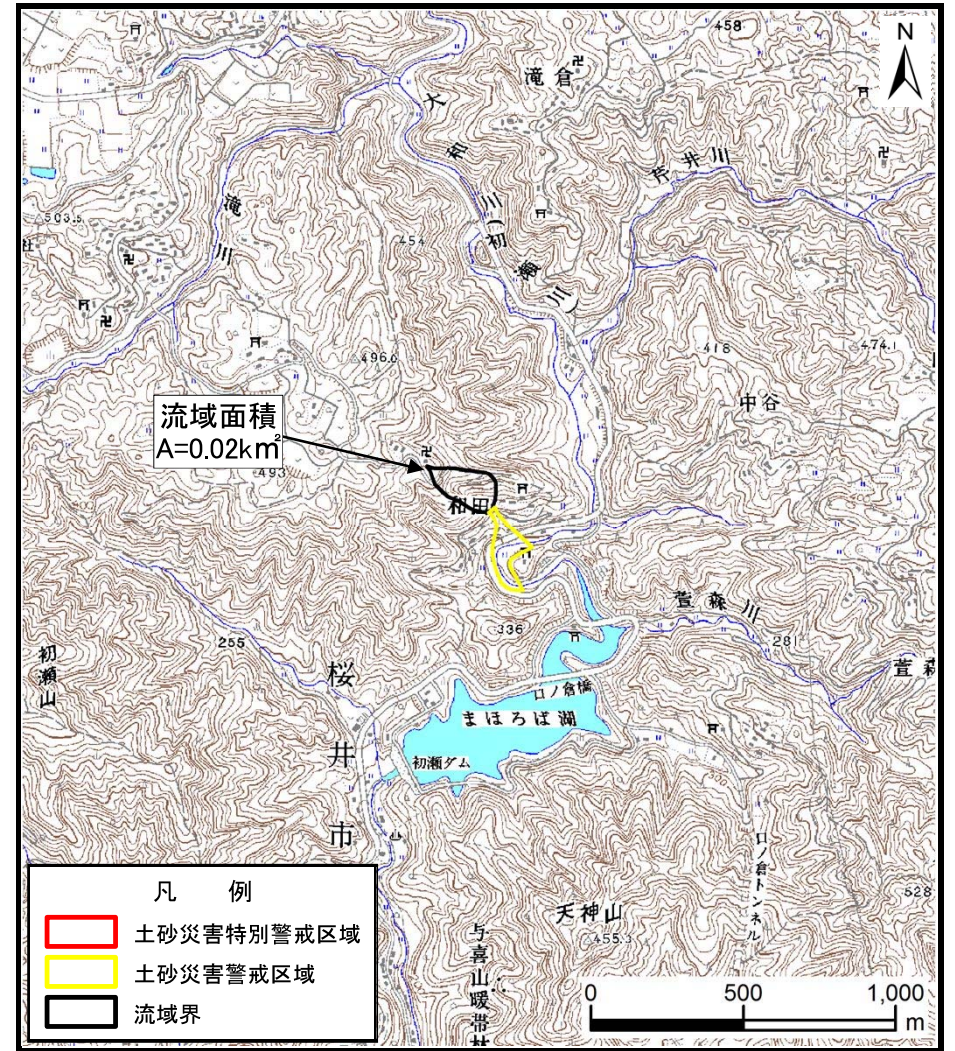 458
N
滝倉
大和川(初瀬川)
芹井川
503.5
滝川
454
496.0
418
474.1
中谷
流域面積
A=0.02km²
493
和田
336
萱森川
281
255
初瀬山
桜井市
口ノ倉橋
まほろば湖
初瀬ダム
口ノ倉トンネル
天神山
455.3
528
与喜山暖帯林
凡 例
土砂災害特別警戒区域
土砂災害警戒区域
流域界
0 500 1,000
m